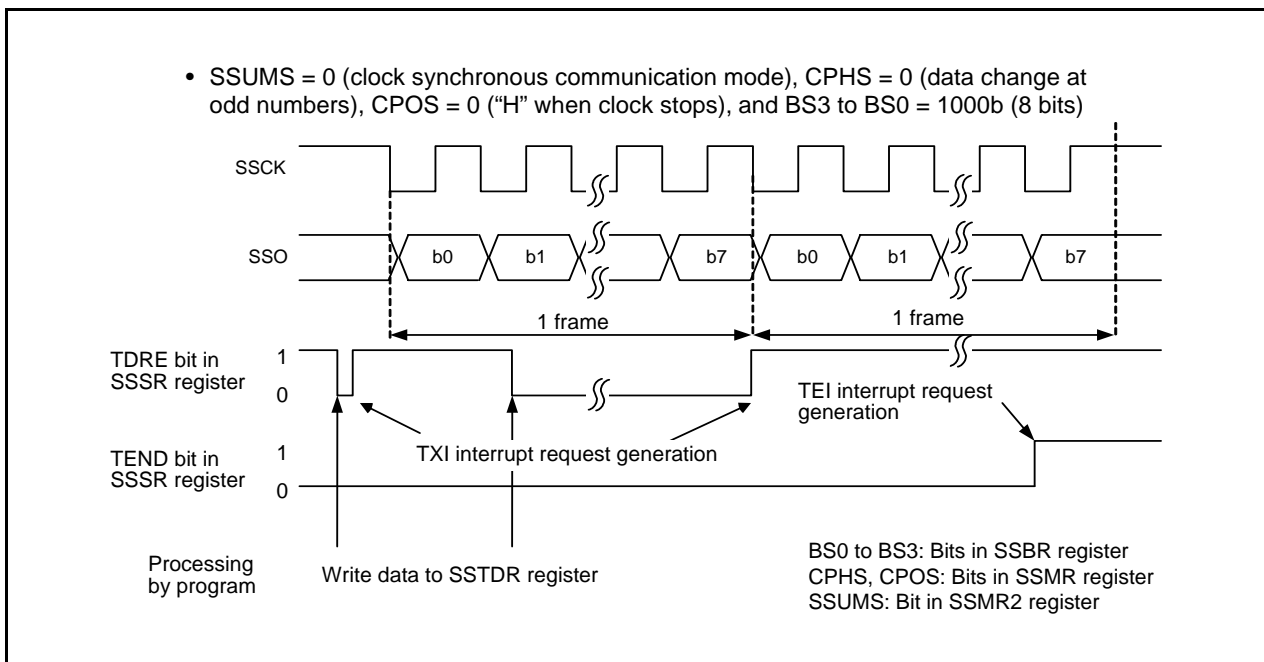 • SSUMS = 0 (clock synchronous communication mode), CPHS = 0 (data change at
odd numbers), CPOS = 0 (“H” when clock stops), and BS3 to BS0 = 1000b (8 bits)
SSCK
SSO
b0
b1
b7
b0
b1
b7
1 frame
1 frame
TDRE bit in
SSSR register
1
0
TEI interrupt request
generation
TXI interrupt request generation
TEND bit in
SSSR register
1
0
Processing
by program
Write data to SSTDR register
BS0 to BS3: Bits in SSBR register
CPHS, CPOS: Bits in SSMR register
SSUMS: Bit in SSMR2 register